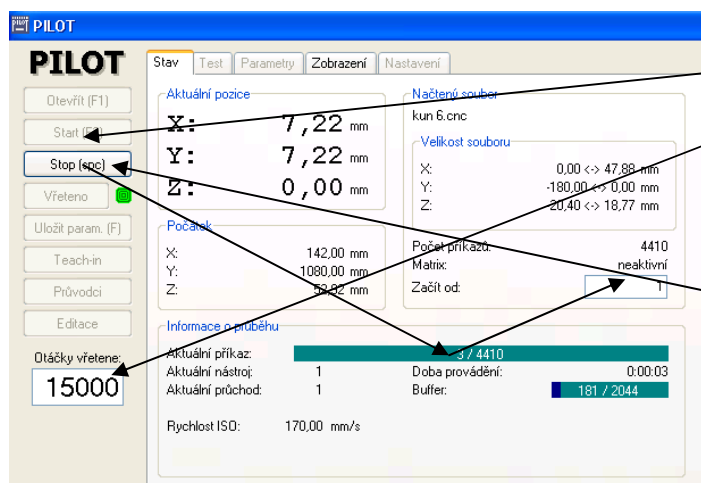 PILOT
PILOT
Otevřít (F1)
Start (F5)
Stop (spc)
Vřeteno
Uložit param. (F)
Teach-in
Průvodci
Editace
Otáčky vřetene:
15000
Stav Test Parametry Zobrazení Nastavení
Aktuální pozice
X: 7,22 mm
Y: 7,22 mm
Z: 0,00 mm
Počátek
X: 142,00 mm
Y: 1080,00 mm
Z: 52,92 mm
Načtený soubor
kun 6.cnc
Velikost souboru
X: 0,00 <-> 47,88 mm
Y: -180,00 <-> 0,00 mm
Z: -20,40 <-> 18,77 mm
Počet příkazů: 4410
Matrix: neaktivní
Začít od: 1
Informace o průběhu
Aktuální příkaz: 3 / 4410
Aktuální nástroj: 1
Aktuální průchod: 1
Doba provádění: 0:00:03
Buffer: 181 / 2044
Rychlost ISO: 170,00 mm/s